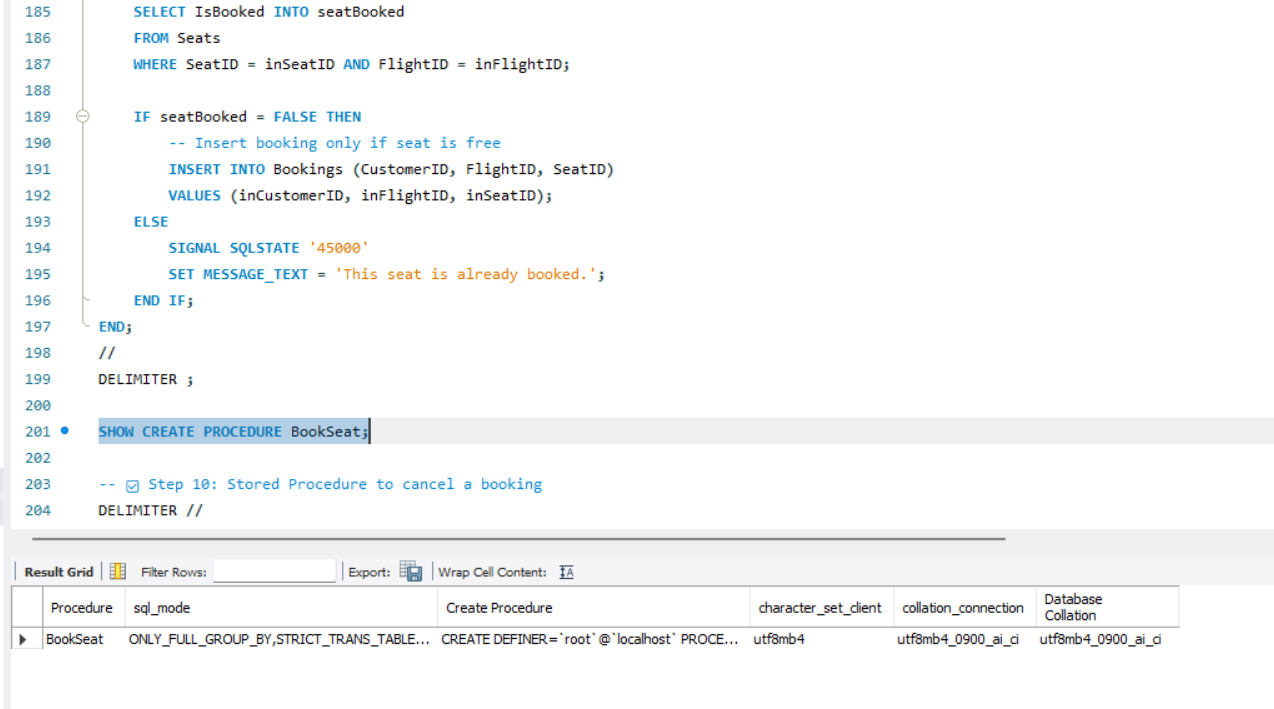 185 SELECT IsBooked INTO seatBooked
186 FROM Seats
187 WHERE SeatID = inSeatID AND FlightID = inFlightID;
188
189 IF seatBooked = FALSE THEN
190 -- Insert booking only if seat is free
191 INSERT INTO Bookings (CustomerID, FlightID, SeatID)
192 VALUES (inCustomerID, inFlightID, inSeatID);
193 ELSE
194 SIGNAL SQLSTATE '45000'
195 SET MESSAGE_TEXT = 'This seat is already booked.';
196 END IF;
197 END;
198 //
199 DELIMITER ;
200
201 SHOW CREATE PROCEDURE BookSeat;
202
203 -- ☑ Step 10: Stored Procedure to cancel a booking
204 DELIMITER //
Result Grid Filter Rows: Export: Wrap Cell Content: IA
Procedure sql_mode Create Procedure character_set_client collation_connection Database Collation
BookSeat ONLY_FULL_GROUP_BY,STRICT_TRANS_TABLE... CREATE DEFINER=`root`@`localhost` PROCE... utf8mb4 utf8mb4_0900_ai_ci utf8mb4_0900_ai_ci